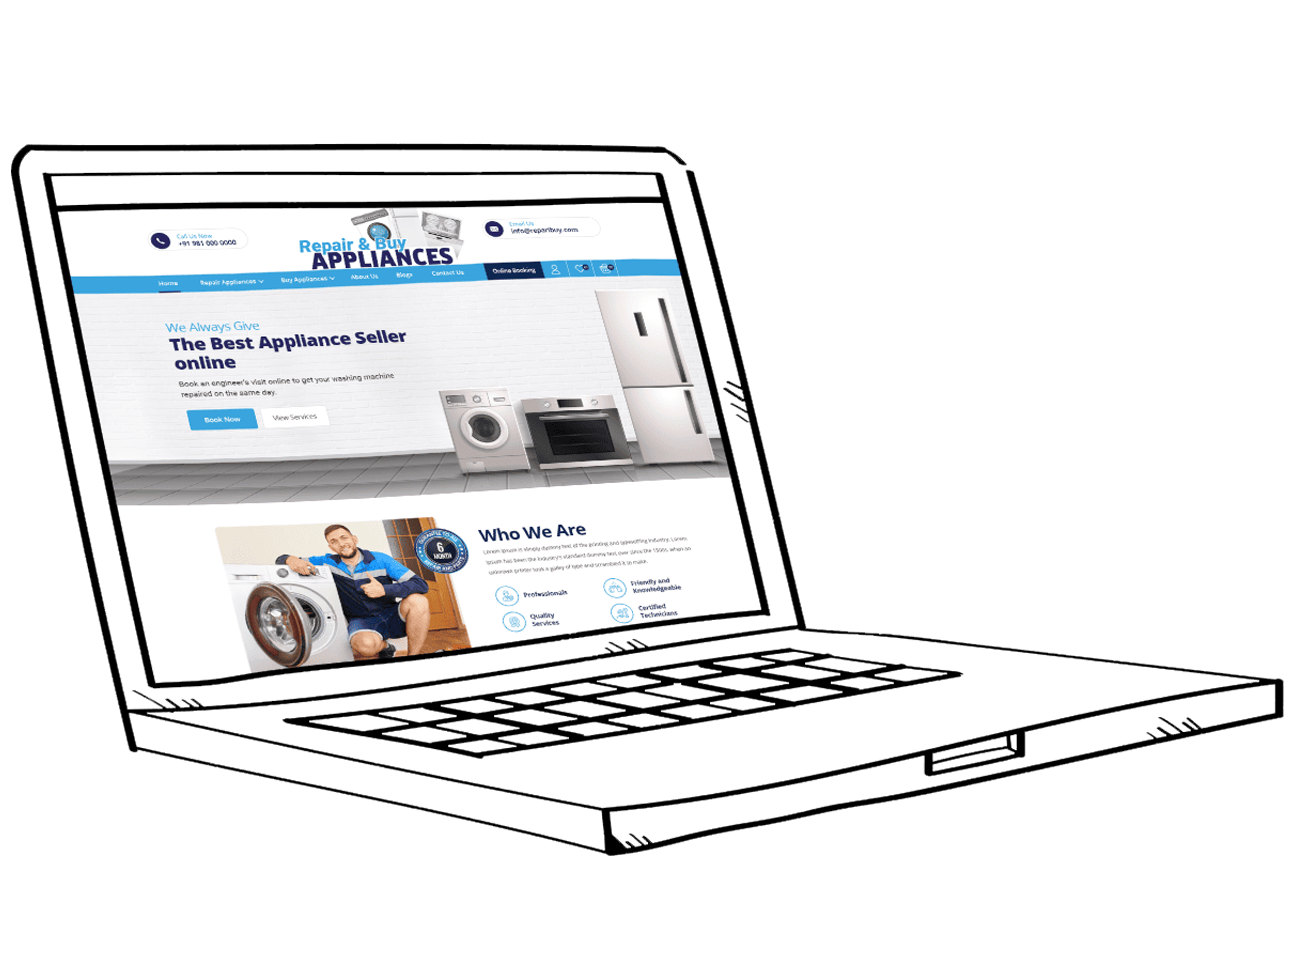 Call Us Now
+91 981 000 0000
Repair & Buy
APPLIANCES
Email Us
info@reparibuy.com
Home
Repair Appliances
Buy Appliances
About Us
Blogs
Contact Us
Online Booking
We Always Give
The Best Appliance Seller
online
Book an engineer's visit online to get your washing machine
repaired on the same day.
Book Now
View Services
6
MONTH
REPAIR AND PARTS
Who We Are
Lorem Ipsum is simply dummy text of the printing and typesetting industry. Lorem
Ipsum has been the industry's standard dummy text ever since the 1500s, when an
unknown printer took a galley of type and scrambled it to make.
Professionals
Friendly and
Knowledgeable
Quality
Services
Certified
Technicians